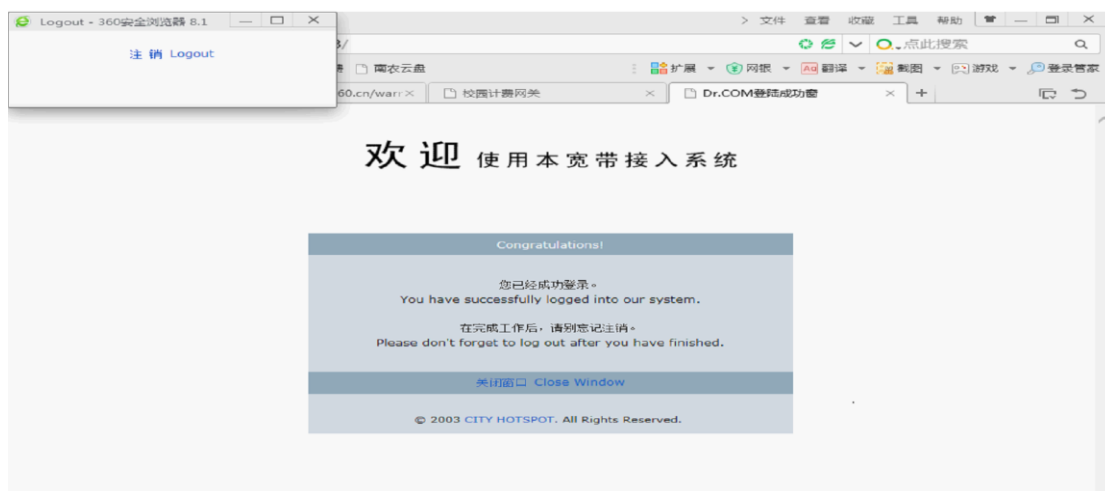 Logout - 360安全浏览器 8.1
注 销 Logout
文件 查看 收藏 工具 帮助
3/
点此搜索
南农云盘
扩展 网银 翻译 截图 游戏 登录管家
60.cn/warr
校园计费网关
Dr.COM登陆成功窗
欢 迎 使用本宽带接入系统
Congratulations!
您已经成功登录。
You have successfully logged into our system.
在完成工作后，请别忘记注销。
Please don't forget to log out after you have finished.
关闭窗口 Close Window
© 2003 CITY HOTSPOT. All Rights Reserved.